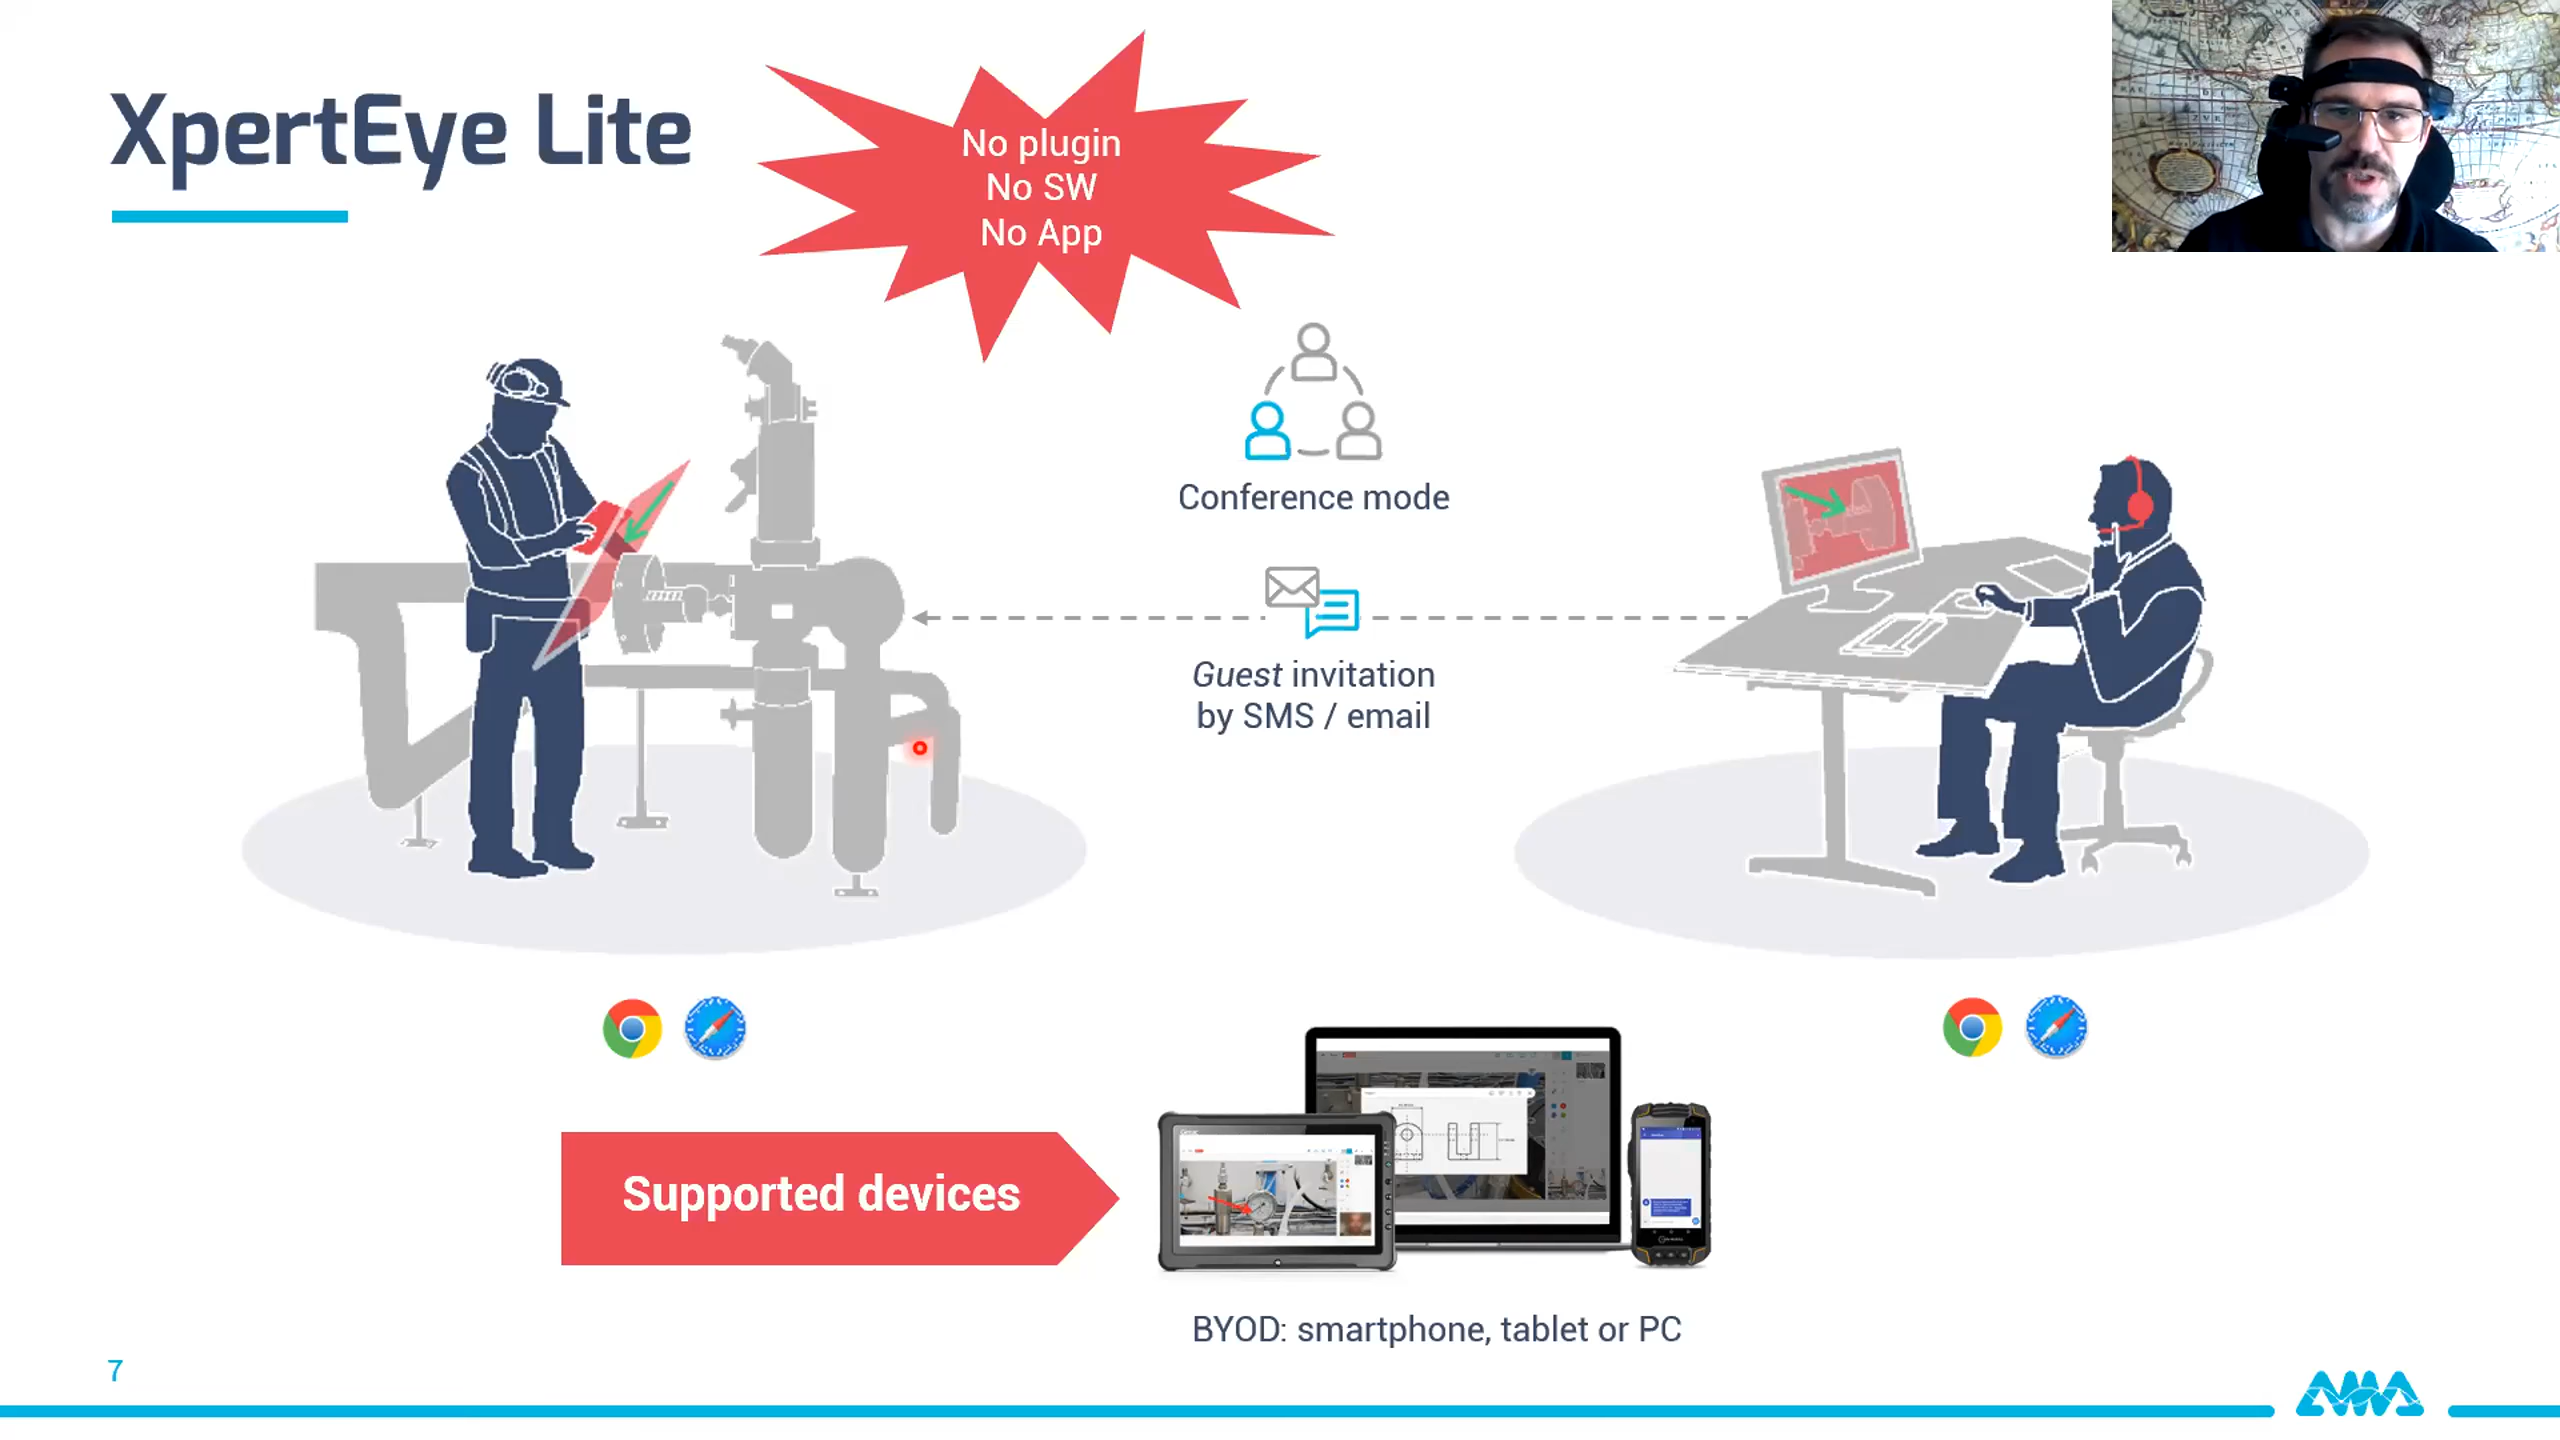 XpertEye Lite
No plugin
No SW
No App
Conference mode
Guest invitation
by SMS / email
Supported devices
BYOD: smartphone, tablet or PC
7
AMA